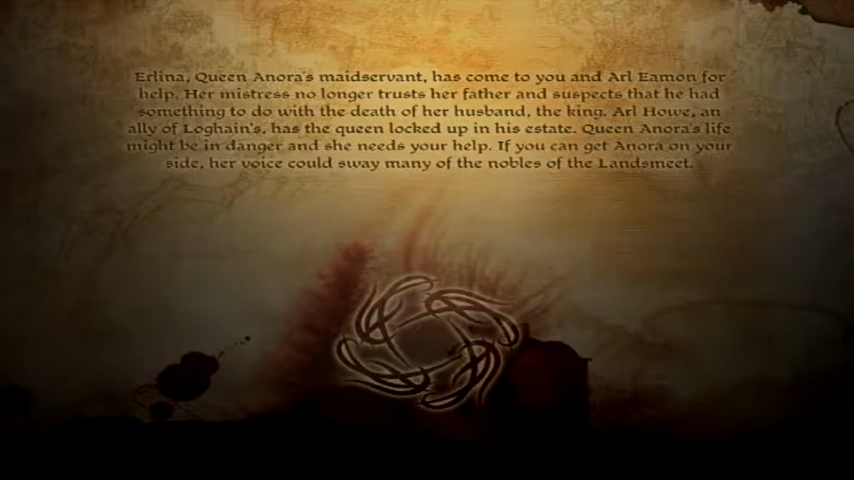 Erlina, Queen Anora's maidservant, has come to you and Arl Eamon for
help. Her mistress no longer trusts her father and suspects that he had
something to do with the death of her husband, the king. Arl Howe, an
ally of Loghain's, has the queen locked up in his estate. Queen Anora's life
might be in danger and she needs your help. If you can get Anora on your
side, her voice could sway many of the nobles of the Landsmeet.